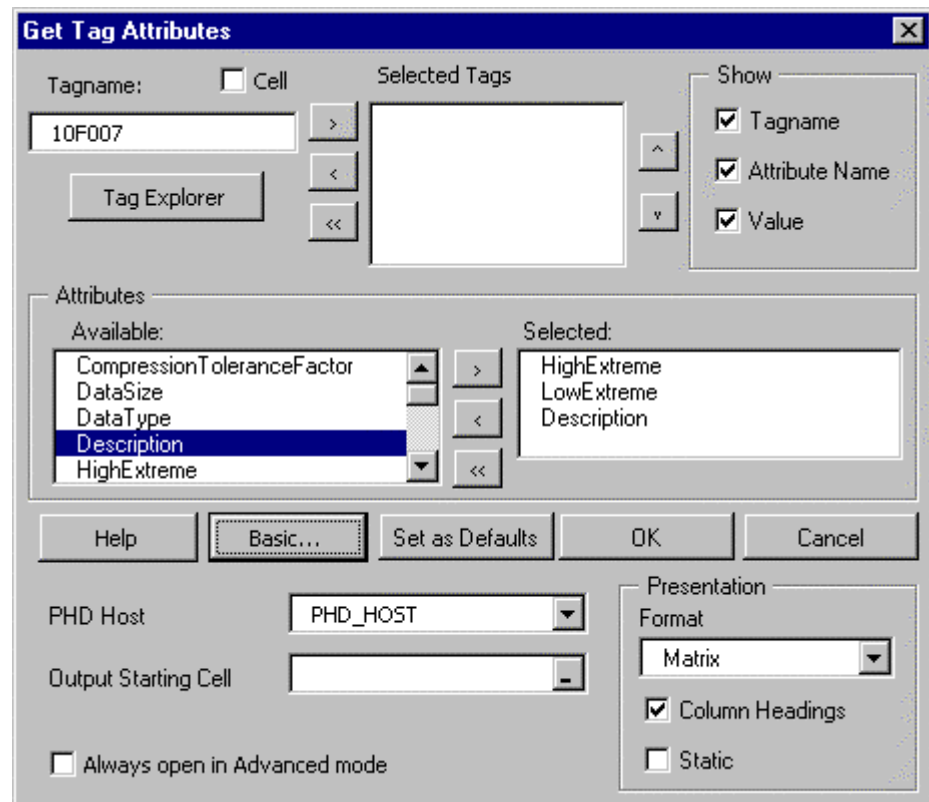 Get Tag Attributes
Tagname:
Cell
10F007
Tag Explorer
>
<
<<
Selected Tags
^
v
Show
Tagname
Attribute Name
Value
Attributes
Available:
CompressionToleranceFactor
DataSize
DataType
Description
HighExtreme
>
<
<<
Selected:
HighExtreme
LowExtreme
Description
Help
Basic...
Set as Defaults
OK
Cancel
PHD Host
PHD_HOST
Output Starting Cell
Always open in Advanced mode
Presentation
Format
Matrix
Column Headings
Static